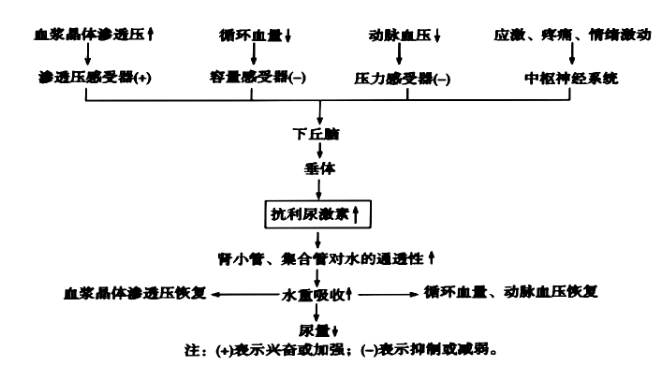 血浆晶体渗透压↑ 循环血量↓ 动脉血压↓ 应激、疼痛、情绪激动
渗透压感受器(+) 容量感受器(-) 压力感受器(-) 中枢神经系统
下丘脑
垂体
抗利尿激素↑
肾小管、集合管对水的通透性↑
血浆晶体渗透压恢复 水重吸收↑ 循环血量、动脉血压恢复
尿量↓
注：(+)表示兴奋或加强；(-)表示抑制或减弱。